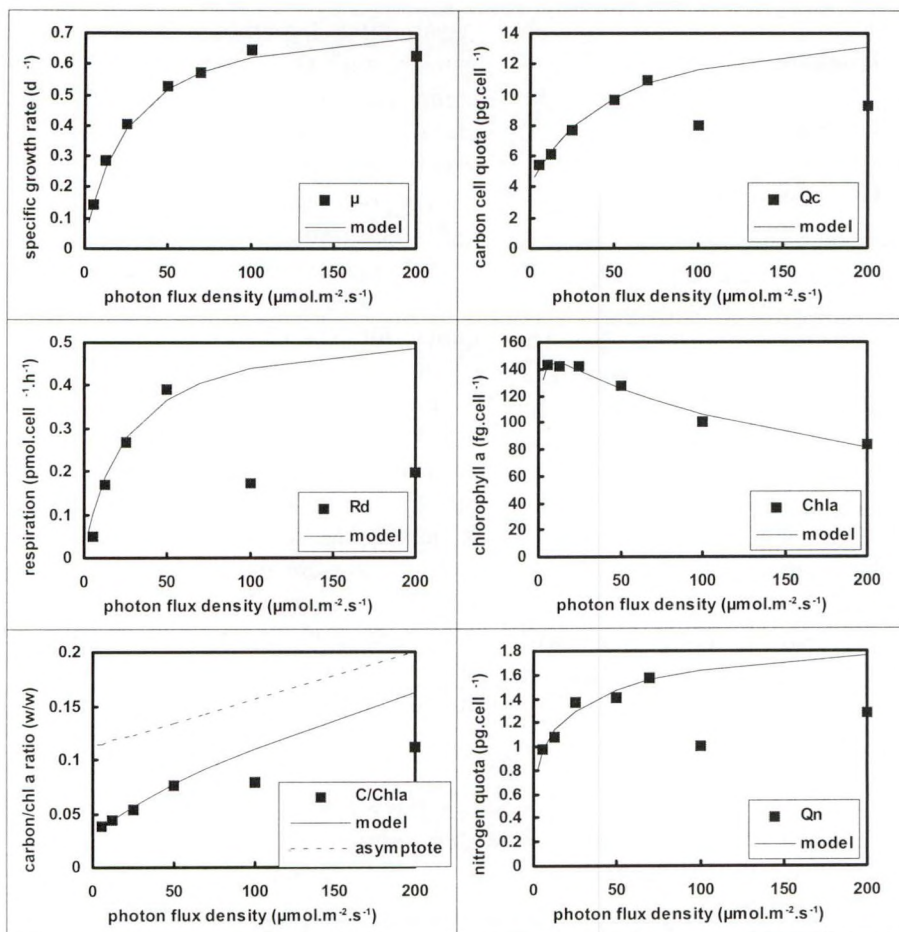 specific growth rate (d ⁻¹)
0.7
0.6
0.5
0.4
0.3
0.2
0.1
0
0 50 100 150 200
photon flux density (µmol.m⁻².s⁻¹)
µ
model
carbon cell quota (pg.cell ⁻¹)
14
12
10
8
6
4
2
0
0 50 100 150 200
photon flux density (µmol.m⁻².s⁻¹)
Qc
model
respiration (pmol.cell ⁻¹.h⁻¹)
0.5
0.4
0.3
0.2
0.1
0
0 50 100 150 200
photon flux density (µmol.m⁻².s⁻¹)
Rd
model
chlorophyll a (fg.cell ⁻¹)
160
140
120
100
80
60
40
20
0
0 50 100 150 200
photon flux density (µmol.m⁻².s⁻¹)
Chla
model
carbon/chl a ratio (w/w)
0.2
0.15
0.1
0.05
0
0 50 100 150 200
photon flux density (µmol.m⁻².s⁻¹)
C/Chla
model
asymptote
nitrogen quota (pg.cell ⁻¹)
1.8
1.6
1.4
1.2
1
0.8
0.6
0.4
0.2
0
0 50 100 150 200
photon flux density (µmol.m⁻².s⁻¹)
Qn
model